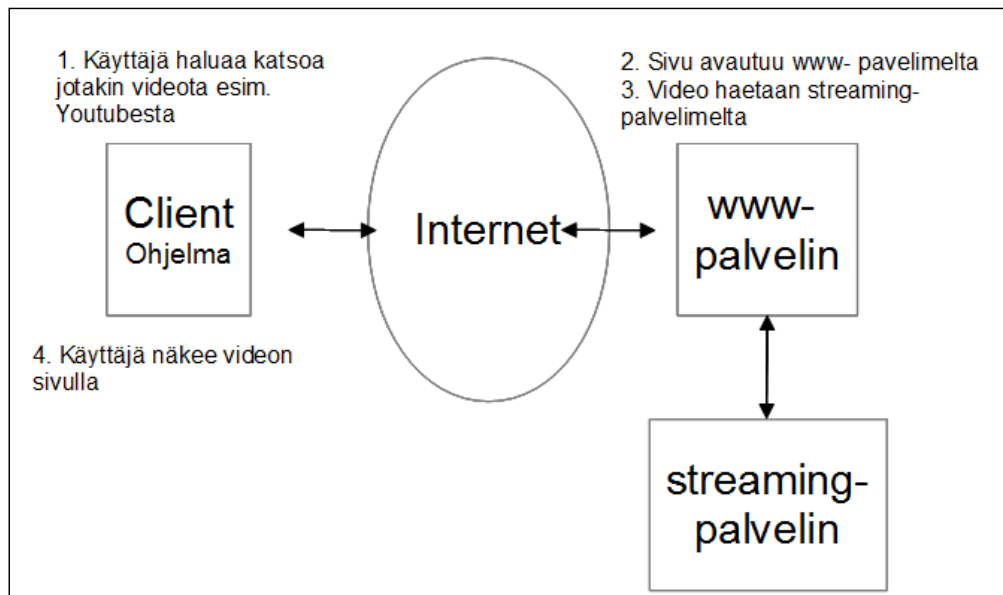 1. Käyttäjä haluaa katsoa
jotakin videota esim.
Youtubesta
2. Sivu avautuu www- pavelimelta
3. Video haetaan streaming-
palvelimelta
Client
Ohjelma
Internet
www-
palvelin
4. Käyttäjä näkee videon
sivulla
streaming-
palvelin